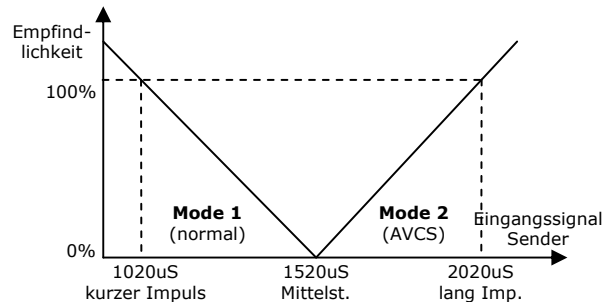 Empfind-
lichkeit
100%
Mode 1
(normal)
Mode 2
(AVCS)
Eingangssignal
Sender
0%
1020uS
kurzer Impuls
1520uS
Mittelst.
2020uS
lang Imp.